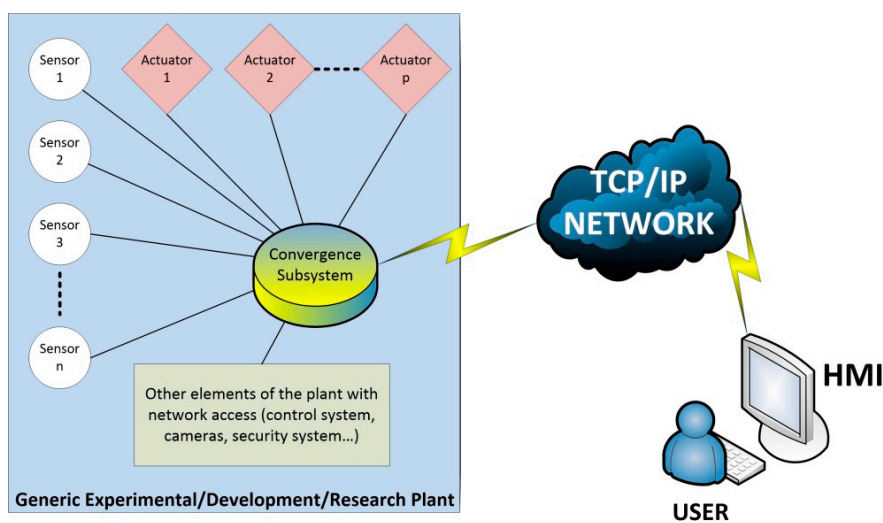 Sensor
1
Actuator
1
Actuator
2
Actuator
p
Sensor
2
Sensor
3
Sensor
n
Convergence
Subsystem
TCP/IP
NETWORK
Other elements of the plant with
network access (control system,
cameras, security system…)
Generic Experimental/Development/Research Plant
HMI
USER